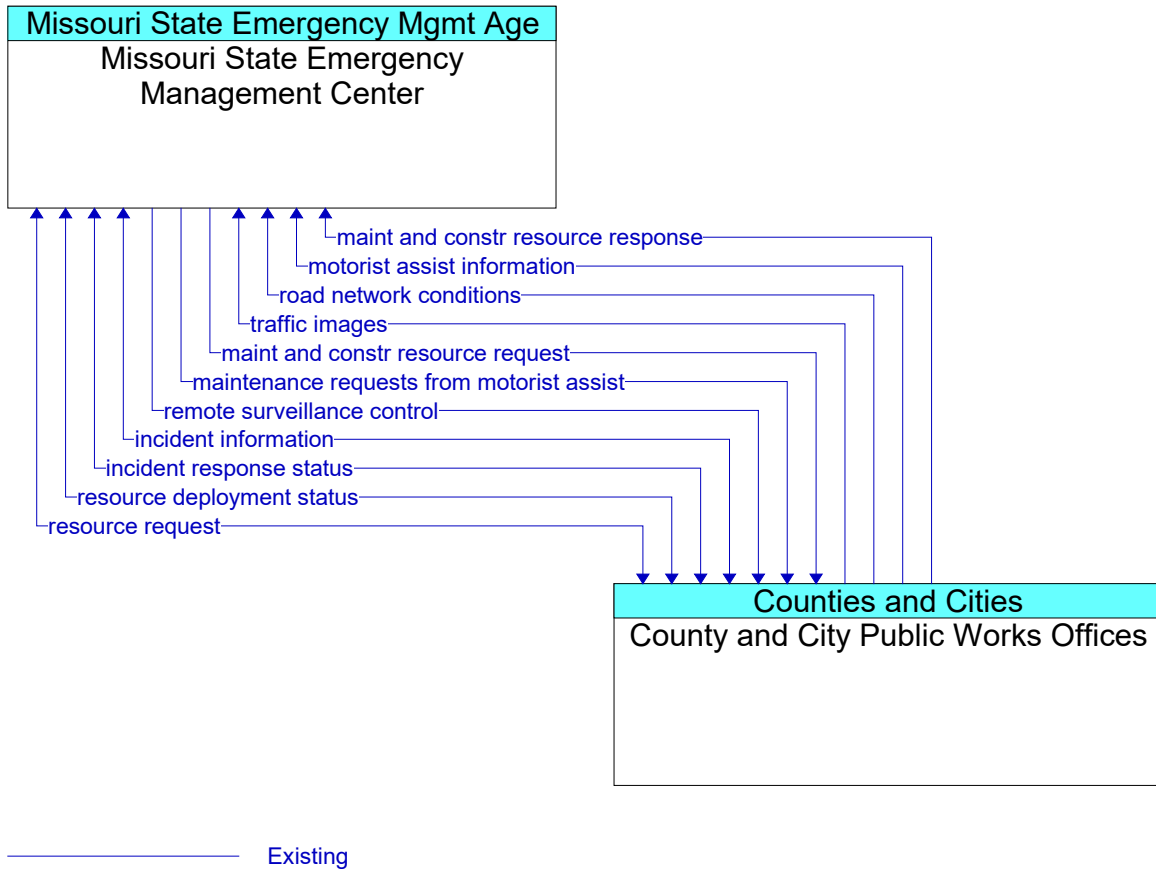 Missouri State Emergency Mgmt Age
Missouri State Emergency
Management Center
maint and constr resource response
motorist assist information
road network conditions
traffic images
maint and constr resource request
maintenance requests from motorist assist
remote surveillance control
incident information
incident response status
resource deployment status
resource request
Counties and Cities
County and City Public Works Offices
Existing